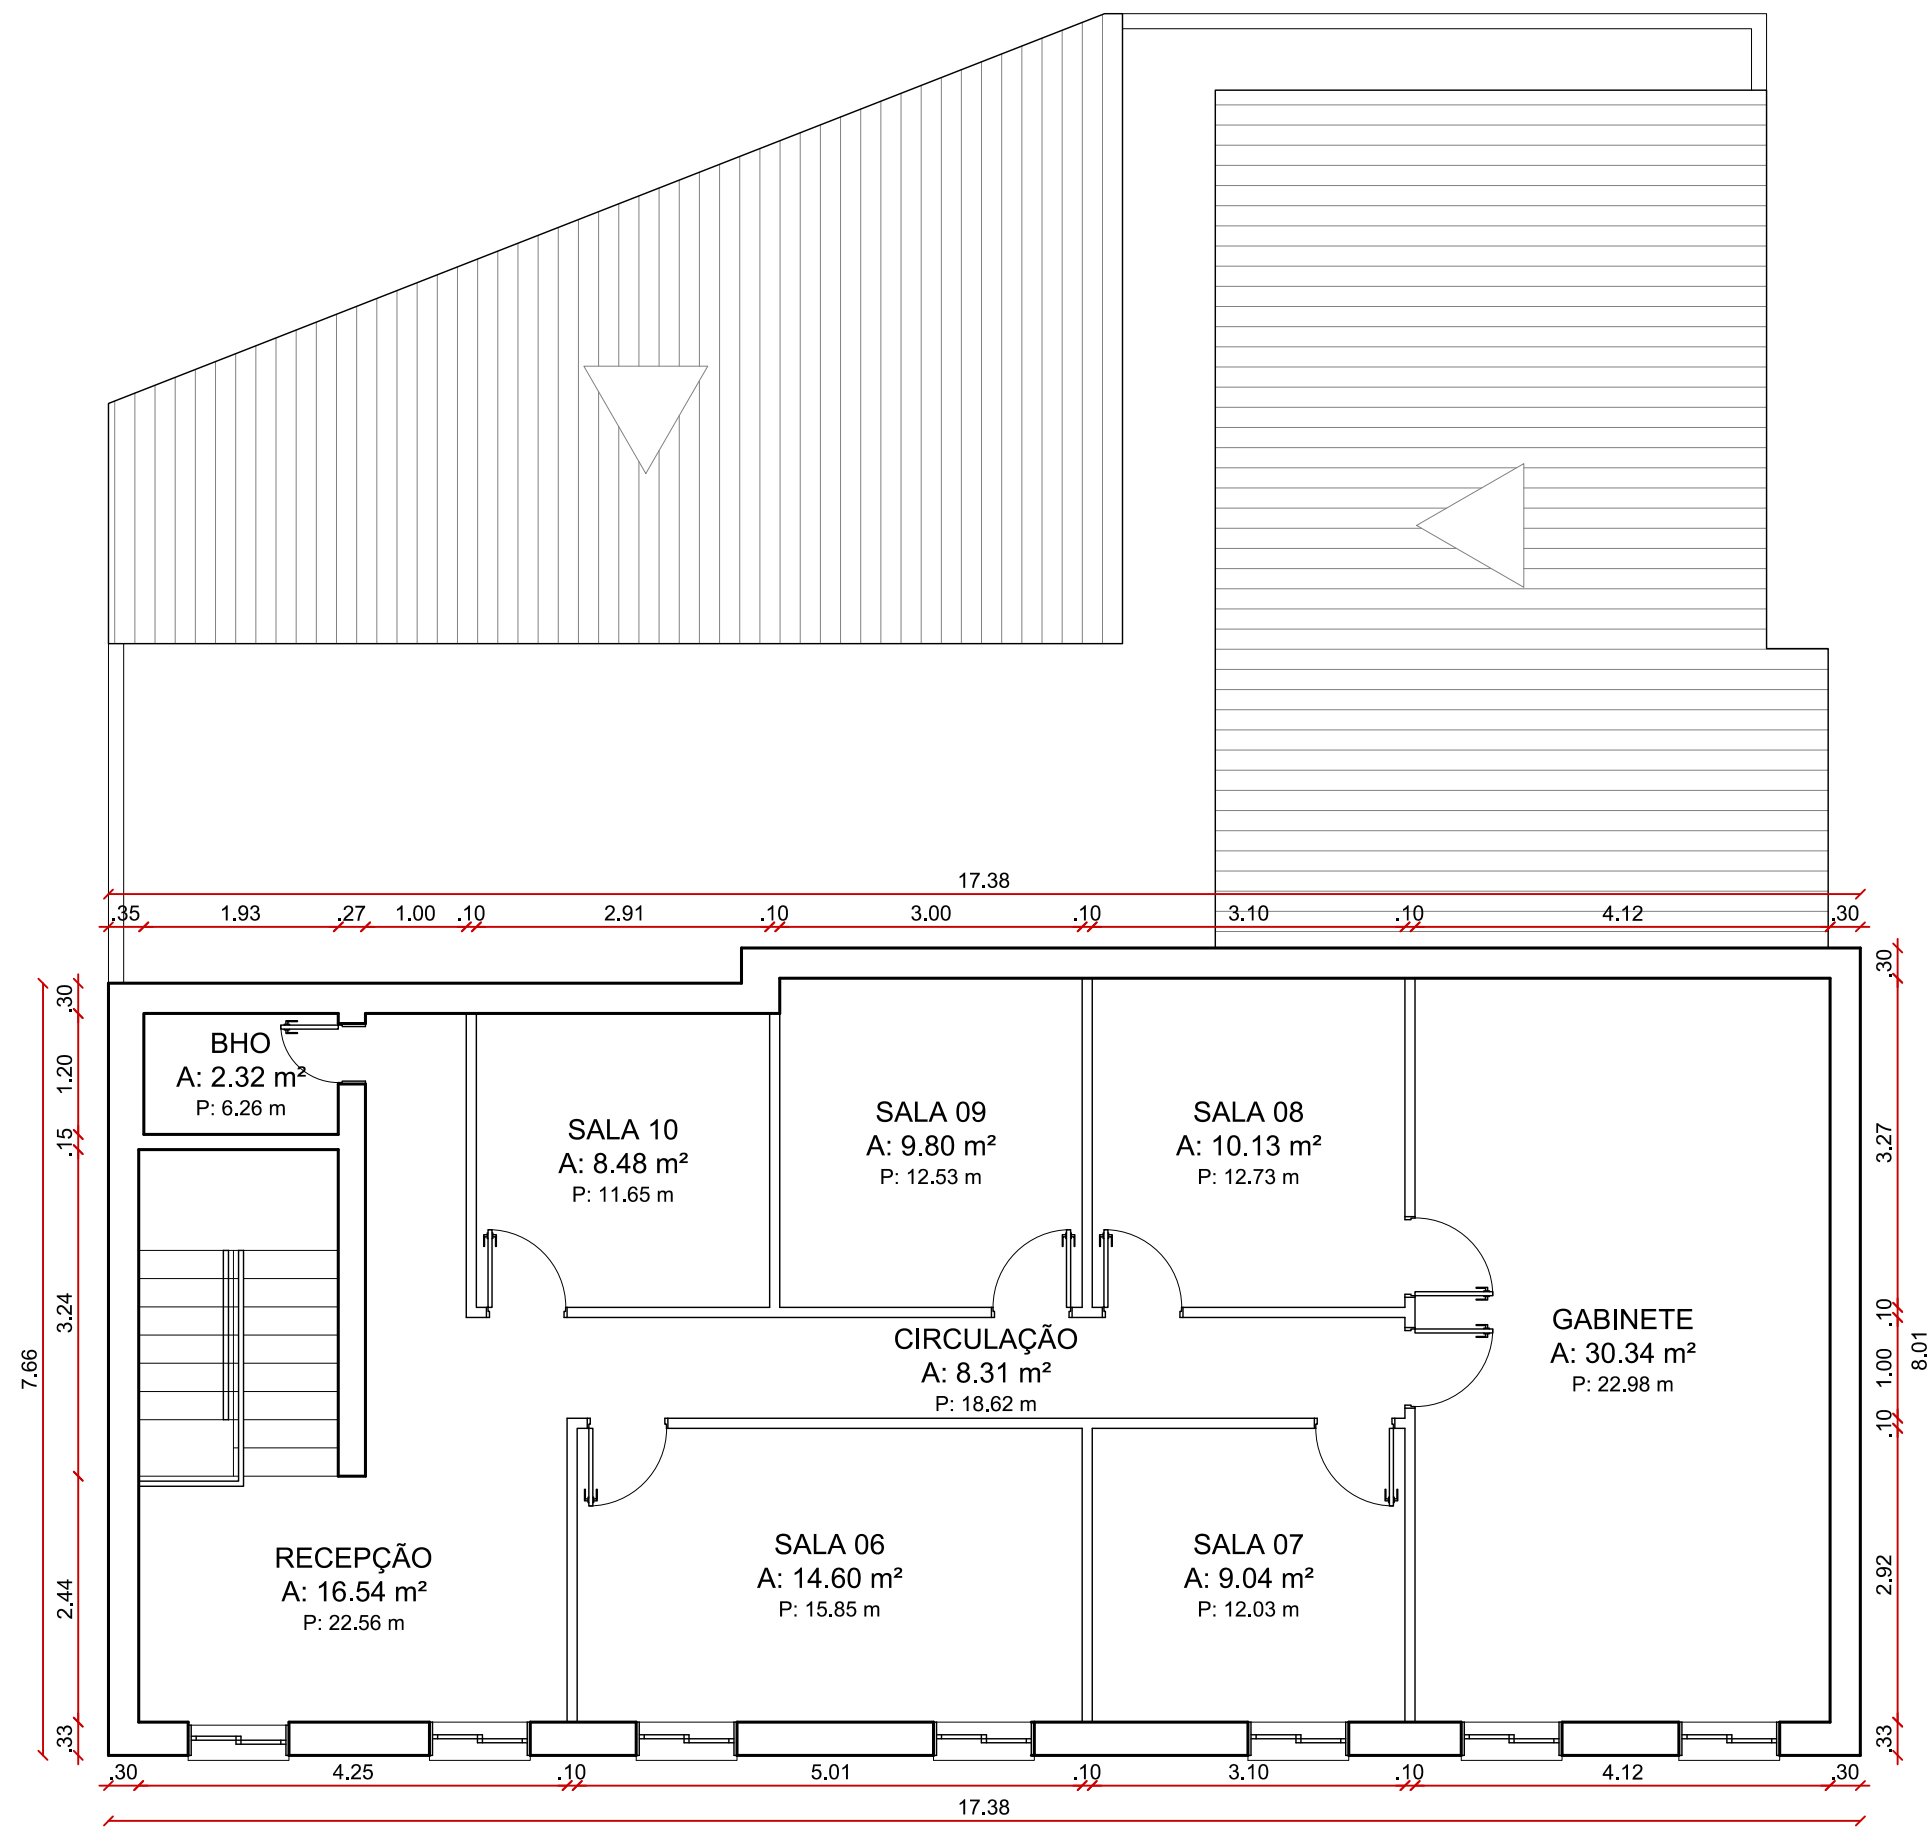 17.38
.35 1.93 .27 1.00 .10 2.91 .10 3.00 .10 3.10 .10 4.12 .30
.30
1.20
.15
3.24
2.44
.33
7.66
BHO
A: 2.32 m²
P: 6.26 m
SALA 10
A: 8.48 m²
P: 11.65 m
SALA 09
A: 9.80 m²
P: 12.53 m
SALA 08
A: 10.13 m²
P: 12.73 m
CIRCULAÇÃO
A: 8.31 m²
P: 18.62 m
GABINETE
A: 30.34 m²
P: 22.98 m
RECEPÇÃO
A: 16.54 m²
P: 22.56 m
SALA 06
A: 14.60 m²
P: 15.85 m
SALA 07
A: 9.04 m²
P: 12.03 m
.30
3.27
.10
1.00
.10
2.92
.33
8.01
.30 4.25 .10 5.01 .10 3.10 .10 4.12 .30
17.38